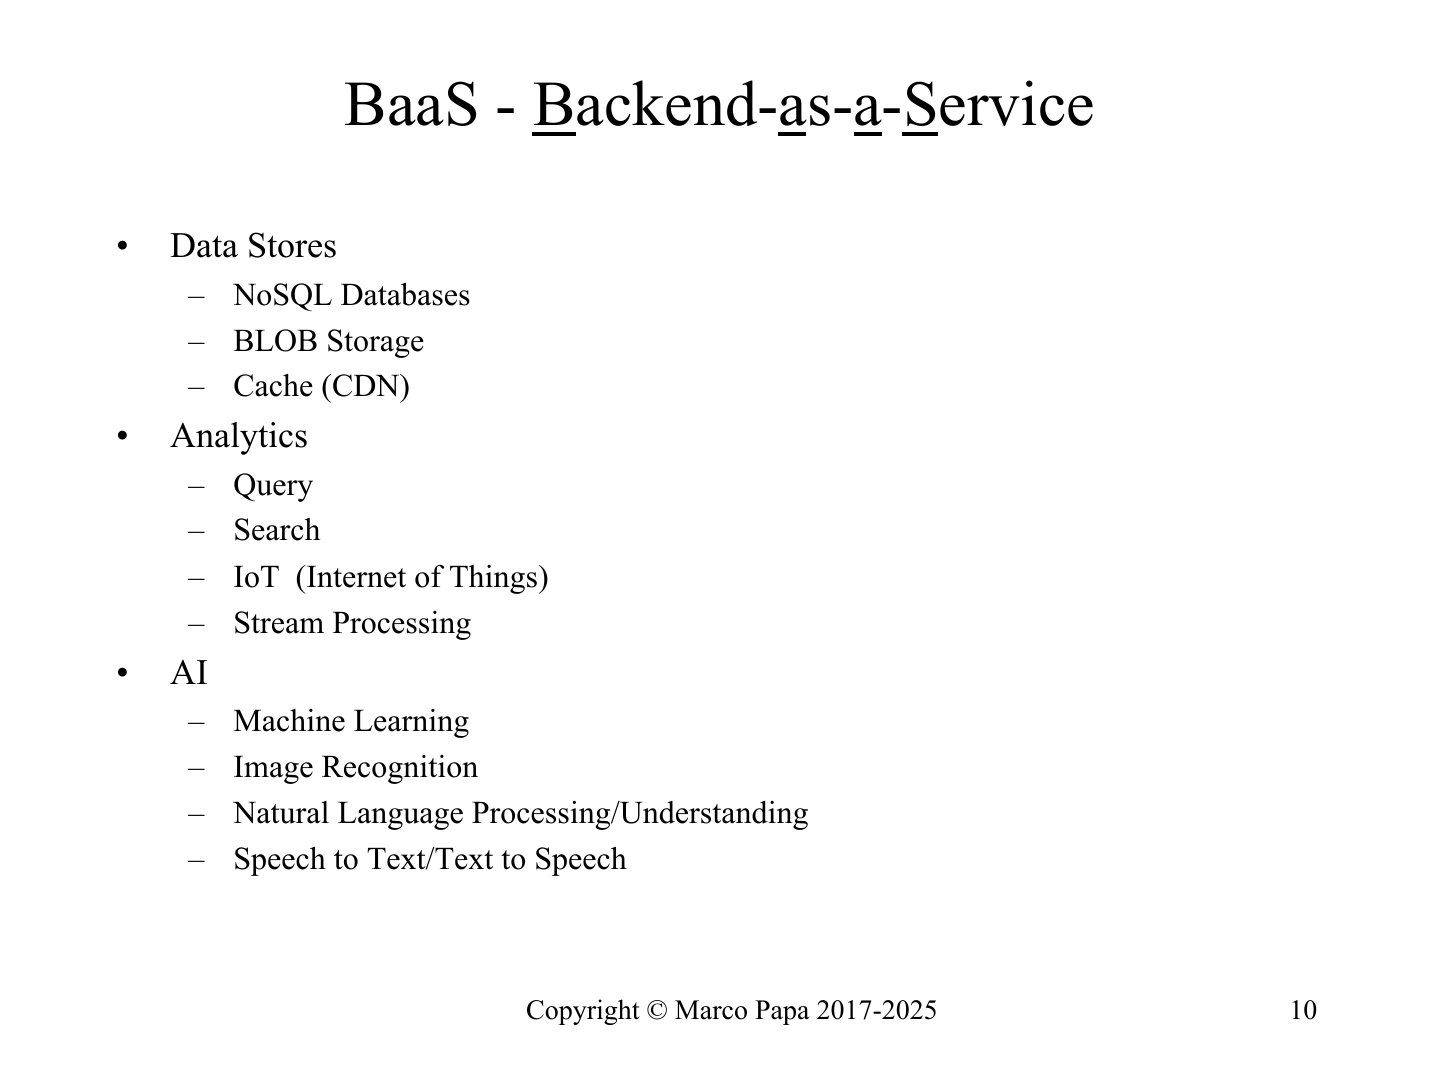 BaaS - Backend-as-a-Service
• Data Stores
– NoSQL Databases
– BLOB Storage
– Cache (CDN)
• Analytics
– Query
– Search
– IoT  (Internet of Things)
– Stream Processing
• AI
– Machine Learning
– Image Recognition
– Natural Language Processing/Understanding
– Speech to Text/Text to Speech
Copyright © Marco Papa 2017-2025
10